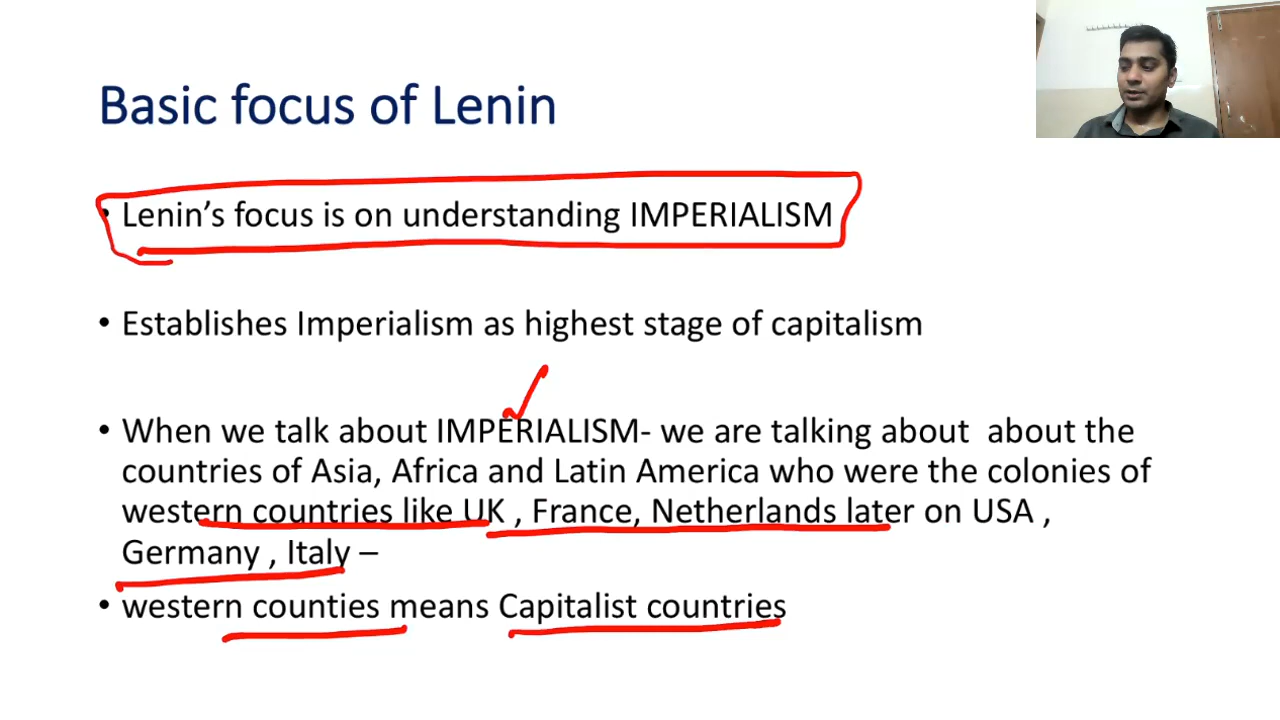 Basic focus of Lenin
• Lenin’s focus is on understanding IMPERIALISM
• Establishes Imperialism as highest stage of capitalism
• When we talk about IMPERIALISM- we are talking about about the
countries of Asia, Africa and Latin America who were the colonies of
western countries like UK , France, Netherlands later on USA ,
Germany , Italy –
• western counties means Capitalist countries